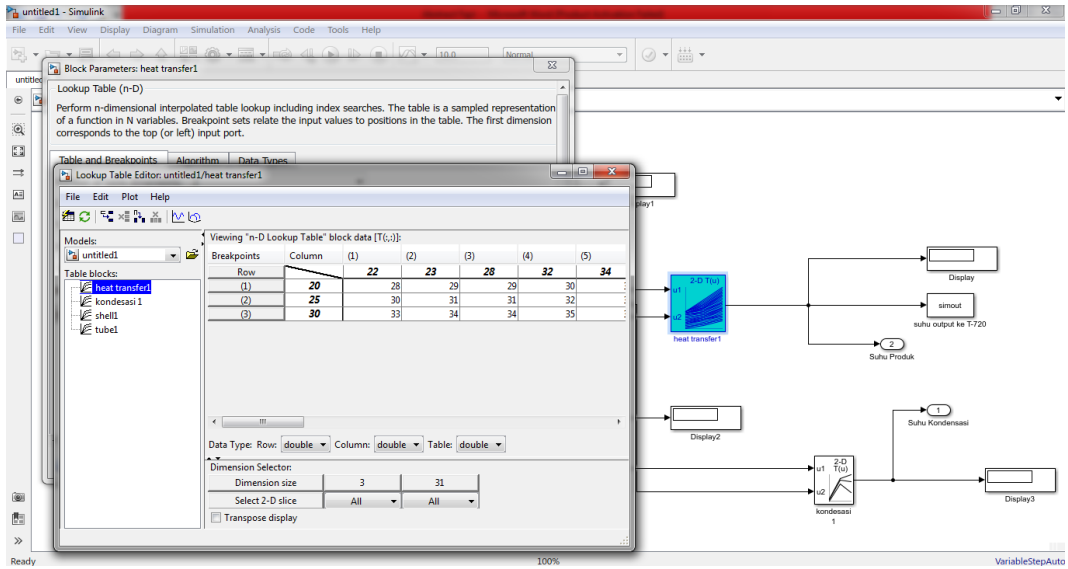 untitled1 - Simulink
File Edit View Display Diagram Simulation Analysis Code Tools Help
10.0 Normal
Block Parameters: heat transfer1
Lookup Table (n-D)
Perform n-dimensional interpolated table lookup including index searches. The table is a sampled representation
of a function in N variables. Breakpoint sets relate the input values to positions in the table. The first dimension
corresponds to the top (or left) input port.
Table and Breakpoints Algorithm Data Types
Lookup Table Editor: untitled1/heat transfer1
File Edit Plot Help
Models:
untitled1
Table blocks:
heat transfer1
kondesasi 1
shell1
tube1
Viewing "n-D Lookup Table" block data [T(:,:)]:
Breakpoints Column (1) (2) (3) (4) (5)
Row 22 23 28 32 34
(1) 20 28 29 29 30
(2) 25 30 31 31 32
(3) 30 33 34 34 35
Data Type: Row: double Column: double Table: double
Dimension Selector:
Dimension size 3 31
Select 2-D slice All All
Transpose display
play1
2-D T(u)
u1
u2
heat transfer1
Display
simout
suhu output ke T-720
2
Suhu Produk
Display2
1
Suhu Kondensasi
2-D
T(u)
u1
u2
kondesasi
1
Display3
Ready 100% VariableStepAuto